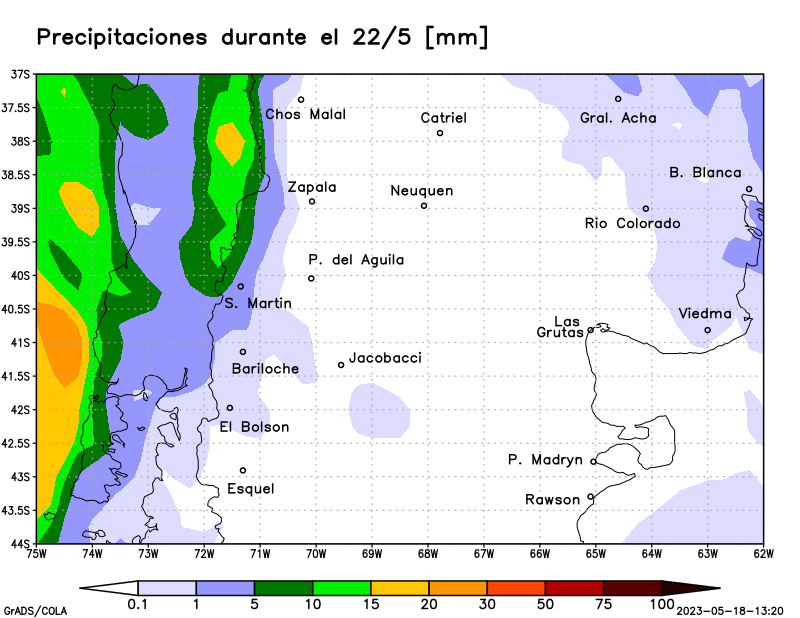 Precipitaciones durante el 22/5 [mm]
37S
37.5S
Chos Malal
Catriel
Gral. Acha
38S
38.5S
B. Blanca
Zapala
Neuquen
39S
Rio Colorado
39.5S
P. del Aguila
40S
S. Martin
40.5S
Viedma
Las
Grutas
41S
Jacobacci
Bariloche
41.5S
42S
El Bolson
42.5S
P. Madryn
43S
Esquel
Rawson
43.5S
44S
75W 74W 73W 72W 71W 70W 69W 68W 67W 66W 65W 64W 63W 62W
0.1 1 5 10 15 20 30 50 75 100
GrADS/COLA
2023-05-18-13:20